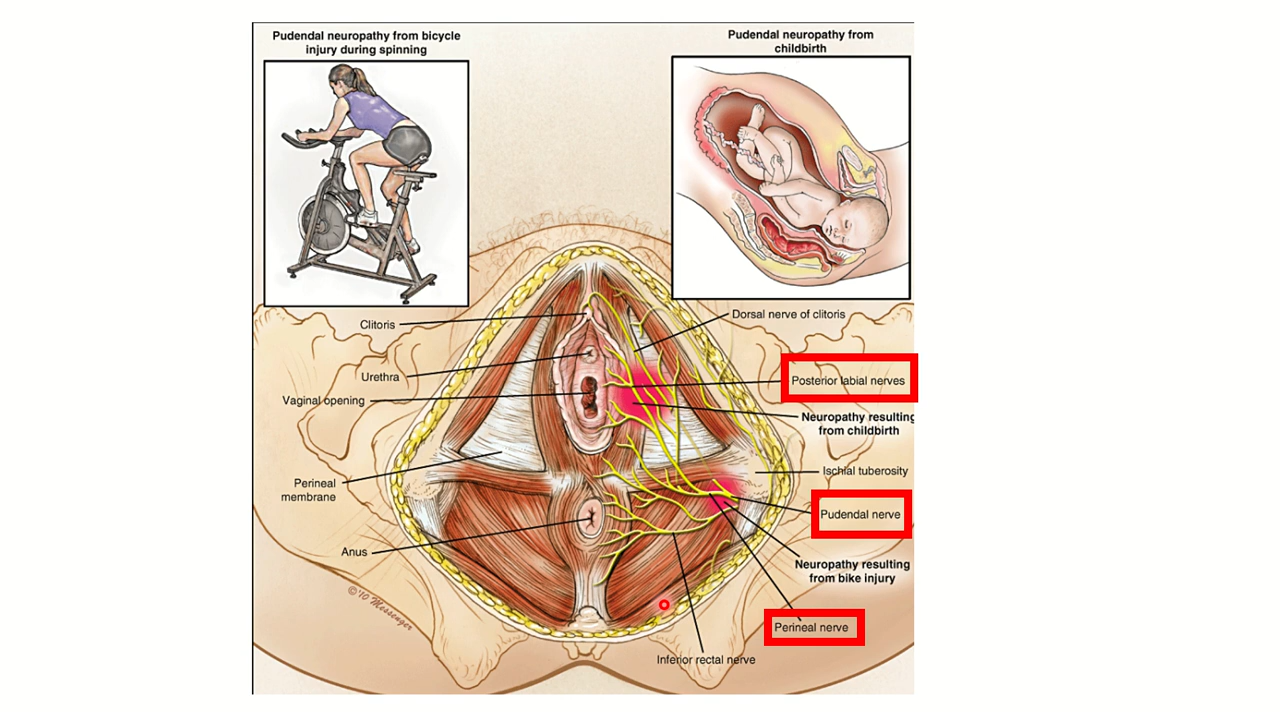 Pudendal neuropathy from bicycle
injury during spinning
Pudendal neuropathy from
childbirth
Clitoris
Dorsal nerve of clitoris
Urethra
Posterior labial nerves
Vaginal opening
Neuropathy resulting
from childbirth
Ischial tuberosity
Perineal
membrane
Pudendal nerve
Anus
Neuropathy resulting
from bike injury
©'10 Messenger
Perineal nerve
Inferior rectal nerve